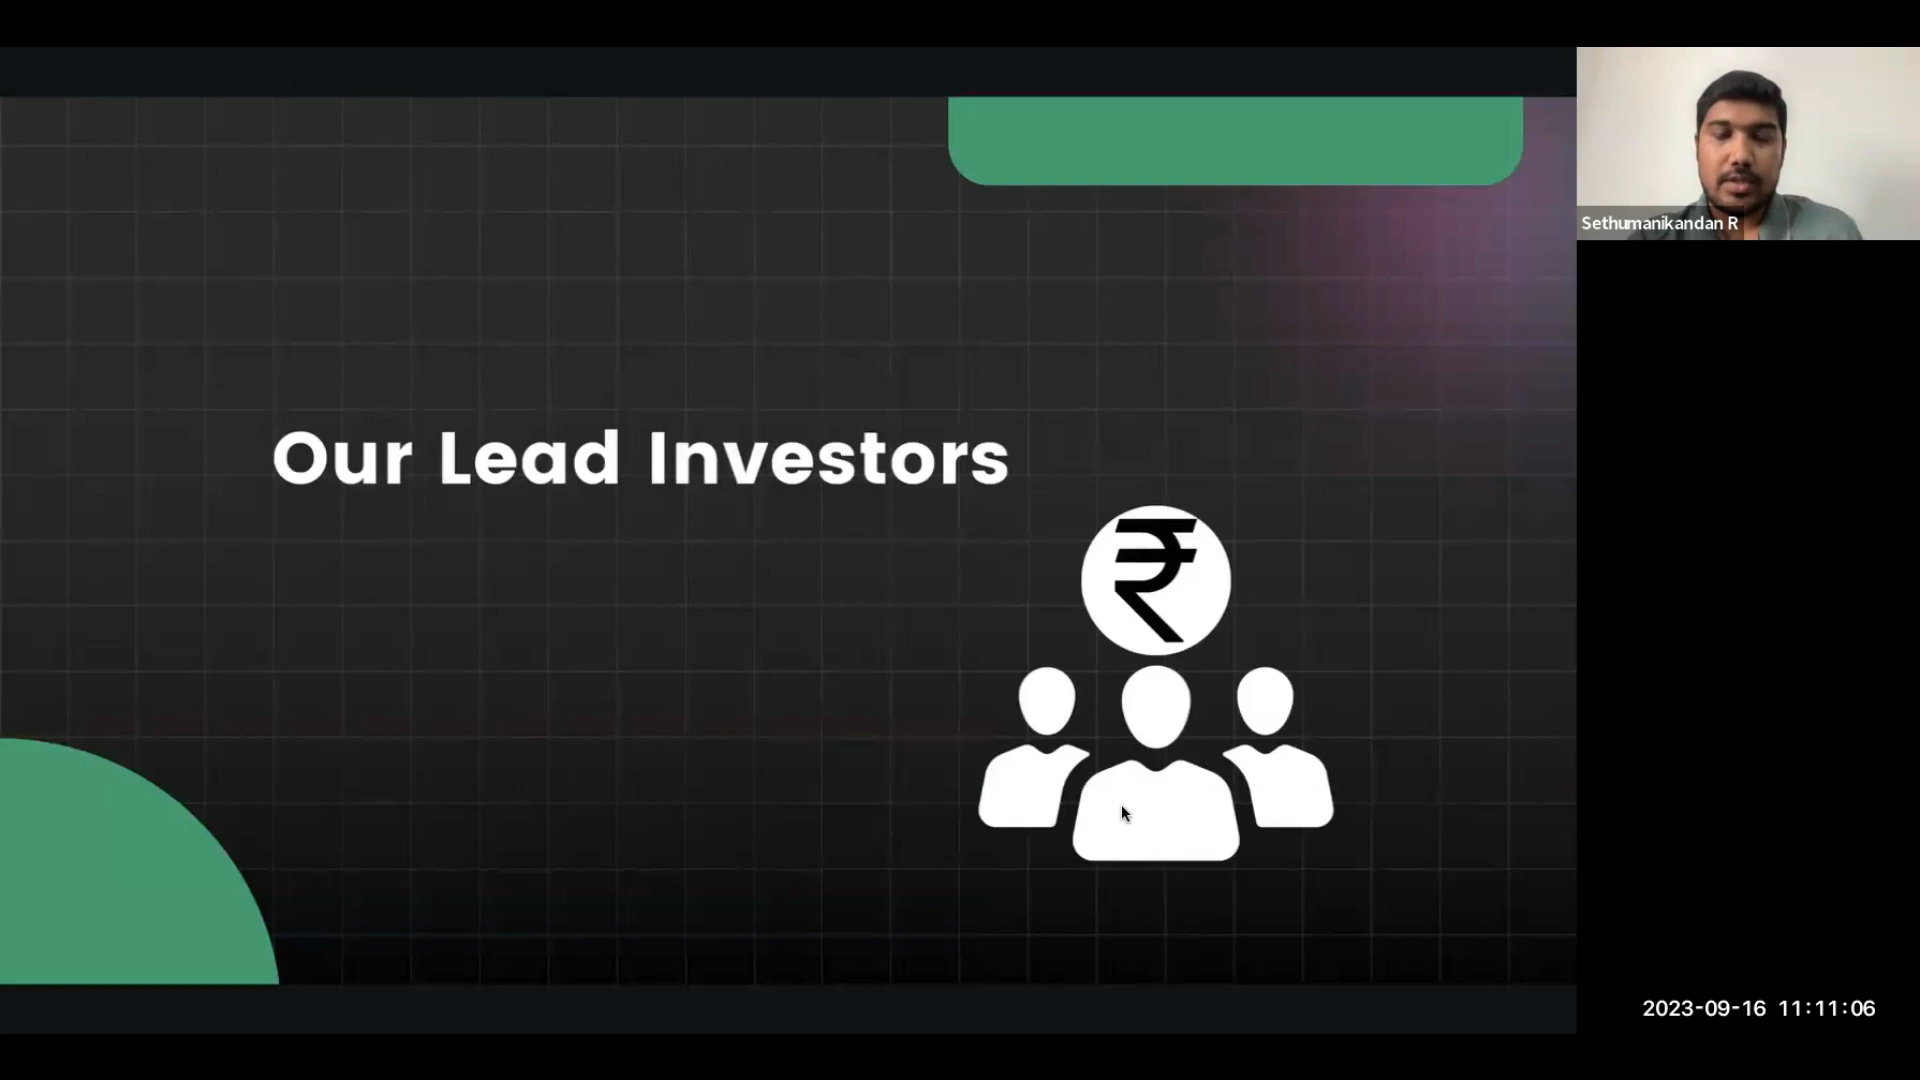 Our Lead Investors
₹
Sethumanikandan R
2023-09-16 11:11:06